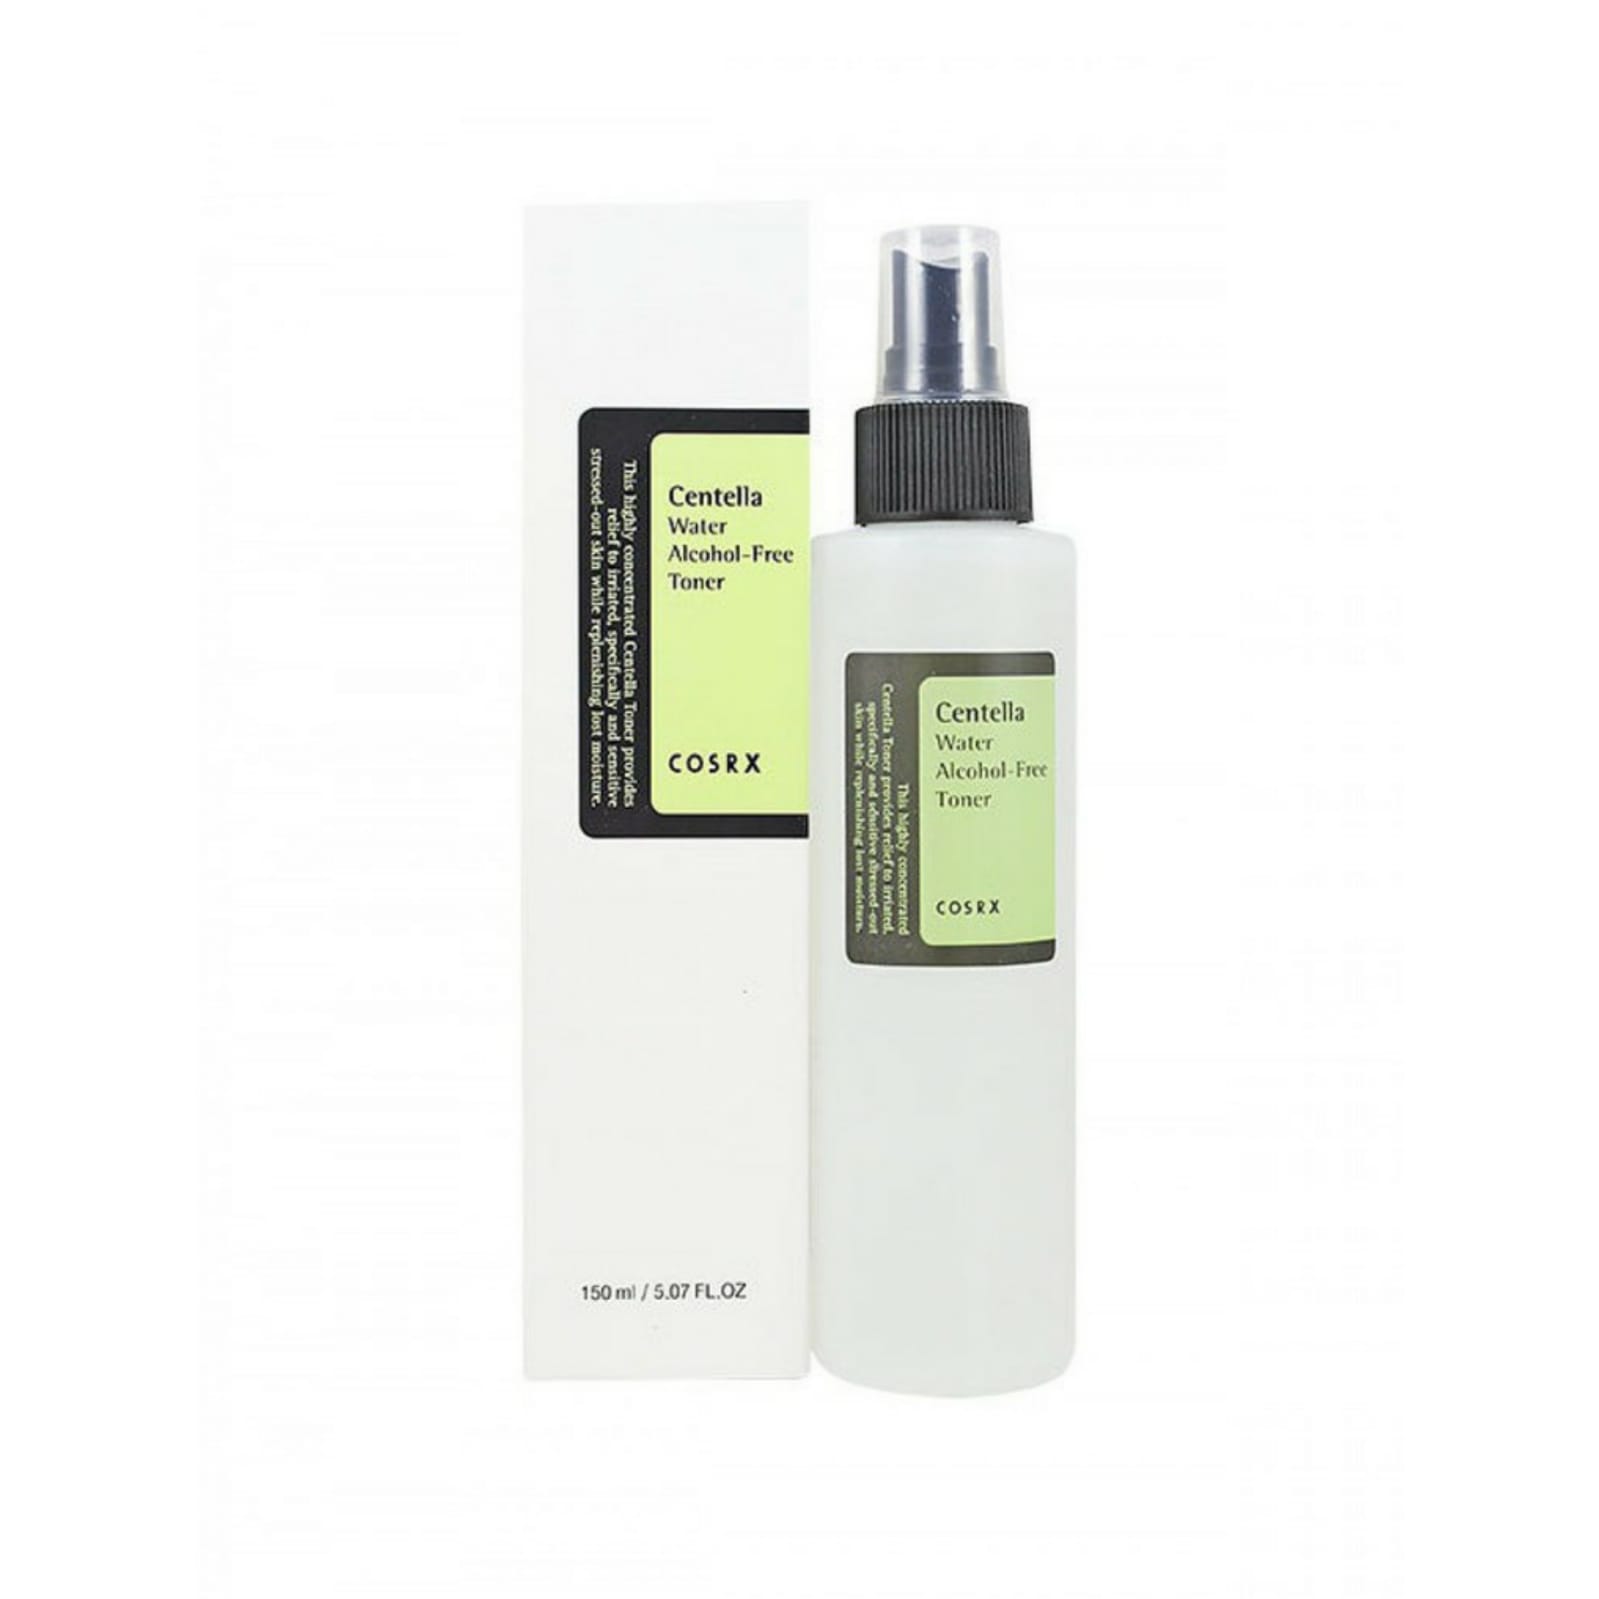 Centella
Water
Alcohol-Free
Toner
COSRX
This highly concentrated Centella Toner provides
relief to irriated, specifically and sensitive
stressed-out skin while replenishing lost moisture.
150 ml / 5.07 FL.OZ
Centella
Water
Alcohol-Free
Toner
COSRX
This highly concentrated
Centella Toner provides relief to irriated,
specifically and sensitive stressed-out
skin while replenishing lost moisture.